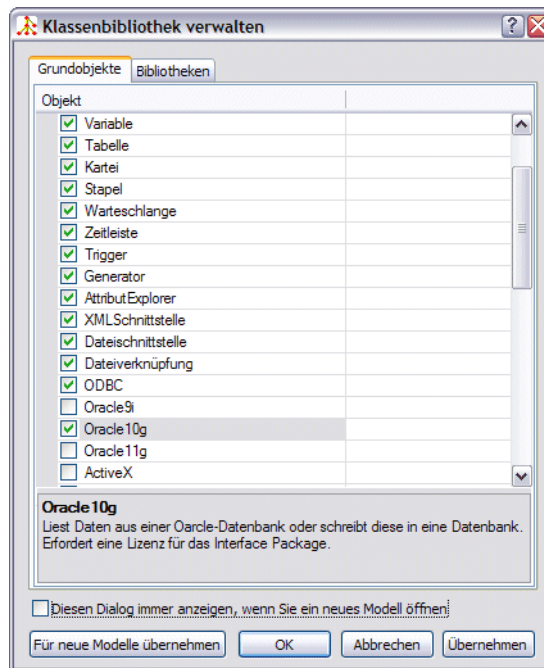 Klassenbibliothek verwalten
Grundobjekte Bibliotheken
Objekt
Variable
Tabelle
Kartei
Stapel
Warteschlange
Zeitleiste
Trigger
Generator
AttributExplorer
XMLSchnittstelle
Dateischnittstelle
Dateiverknüpfung
ODBC
Oracle9i
Oracle10g
Oracle11g
ActiveX
Oracle10g
Liest Daten aus einer Oarcle-Datenbank oder schreibt diese in eine Datenbank.
Erfordert eine Lizenz für das Interface Package.
Diesen Dialog immer anzeigen, wenn Sie ein neues Modell öffnen
Für neue Modelle übernehmen OK Abbrechen Übernehmen